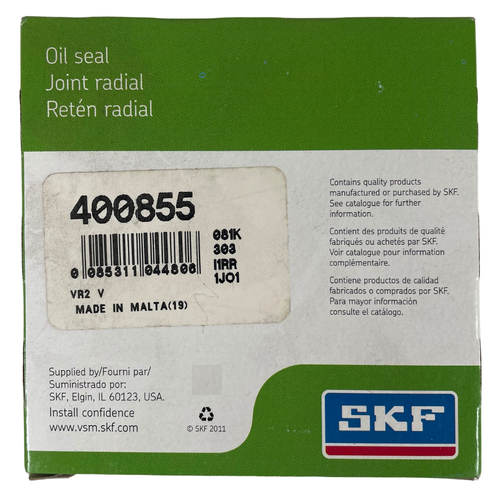 Oil seal
Joint radial
Retén radial
400855
0 085311 044806
081K
303
I1RR
1J01
VR2 V
MADE IN MALTA(19)
Contains quality products
manufactured or purchased by SKF.
See catalogue for further
information.
Contient des produits de qualité
fabriqués ou achetés par SKF.
Voir catalogue pour information
complémentaire.
Contiene productos de calidad
fabricados o comprados por SKF.
Para mayor información
consulte el catálogo.
Supplied by/Fourni par/
Suministrado por:
SKF, Elgin, IL 60123, USA.
Install confidence
www.vsm.skf.com
© SKF 2011
SKF